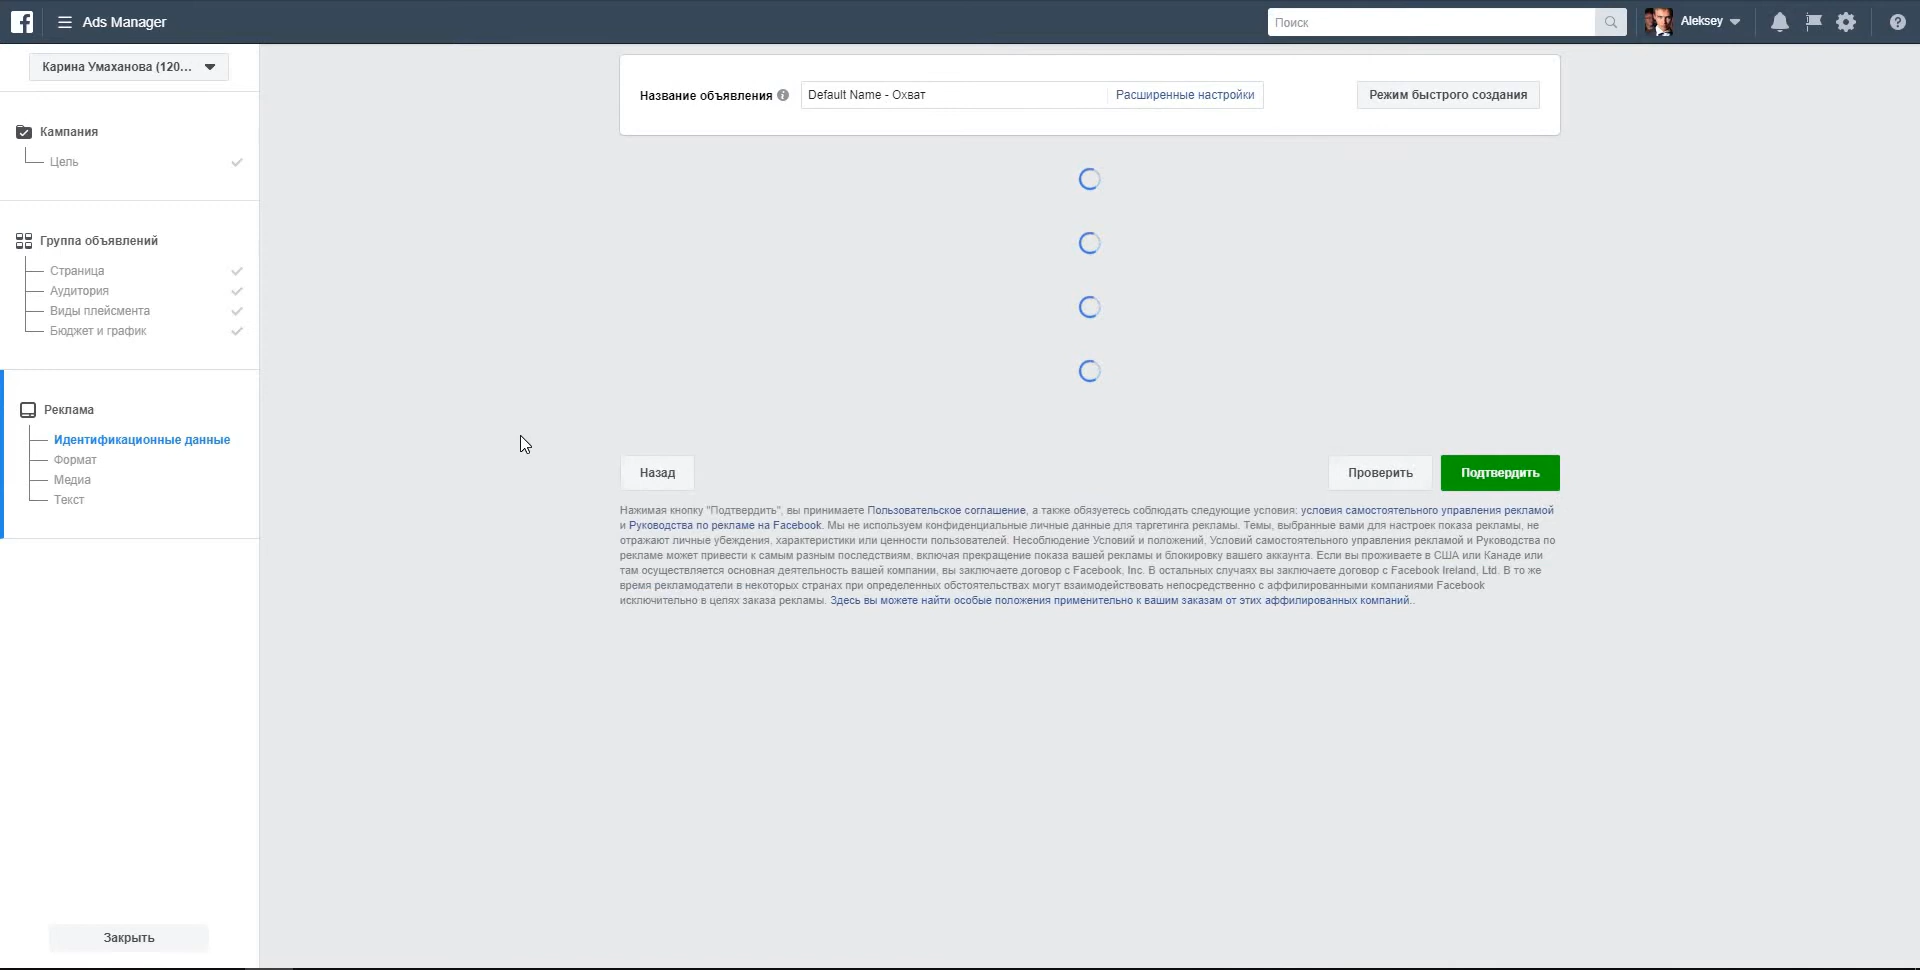 Ads Manager
Поиск
Aleksey
Карина Умаханова (120...
Кампания
Цель
Группа объявлений
Страница
Аудитория
Виды плейсмента
Бюджет и график
Реклама
Идентификационные данные
Формат
Медиа
Текст
Закрыть
Название объявления
Default Name - Охват
Расширенные настройки
Режим быстрого создания
Назад
Проверить
Подтвердить
Нажимая кнопку "Подтвердить", вы принимаете Пользовательское соглашение, а также обязуетесь соблюдать следующие условия: условия самостоятельного управления рекламой
и Руководства по рекламе на Facebook. Мы не используем конфиденциальные личные данные для таргетинга рекламы. Темы, выбранные вами для настроек показа рекламы, не
отражают личные убеждения, характеристики или ценности пользователей. Несоблюдение Условий и положений, Условий самостоятельного управления рекламой и Руководства по
рекламе может привести к самым разным последствиям, включая прекращение показа вашей рекламы и блокировку вашего аккаунта. Если вы проживаете в США или Канаде или
там осуществляется основная деятельность вашей компании, вы заключаете договор с Facebook, Inc. В остальных случаях вы заключаете договор с Facebook Ireland, Ltd. В то же
время рекламодатели в некоторых странах при определенных обстоятельствах могут взаимодействовать непосредственно с аффилированными компаниями Facebook
исключительно в целях заказа рекламы. Здесь вы можете найти особые положения применительно к вашим заказам от этих аффилированных компаний..